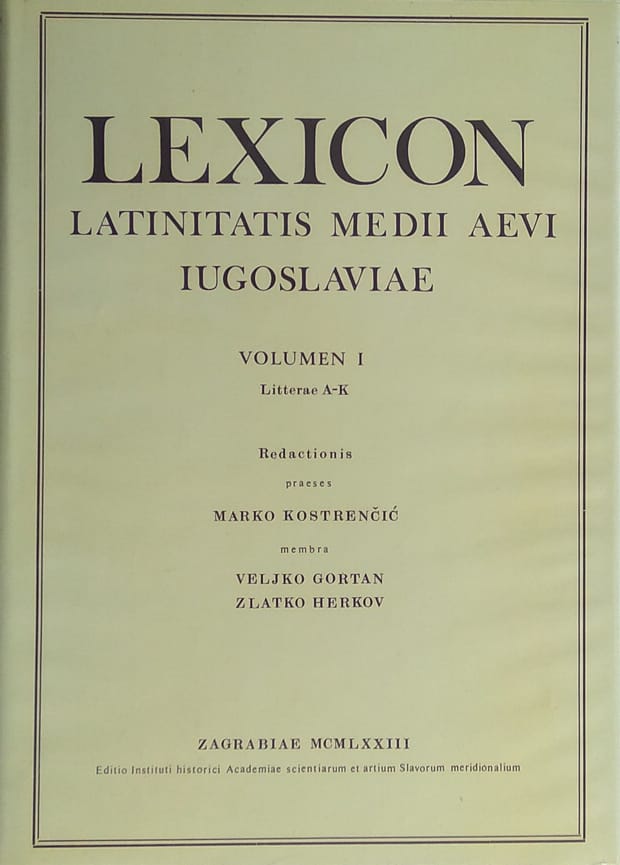 LEXICON
LATINITATIS MEDII AEVI
IUGOSLAVIAE
VOLUMEN I
Litterae A-K
Redactionis
praeses
MARKO KOSTRENČIĆ
membra
VELJKO GORTAN
ZLATKO HERKOV
ZAGRABIAE MCMLXXIII
Editio Instituti historici Academiae scientiarum et artium Slavorum meridionalium